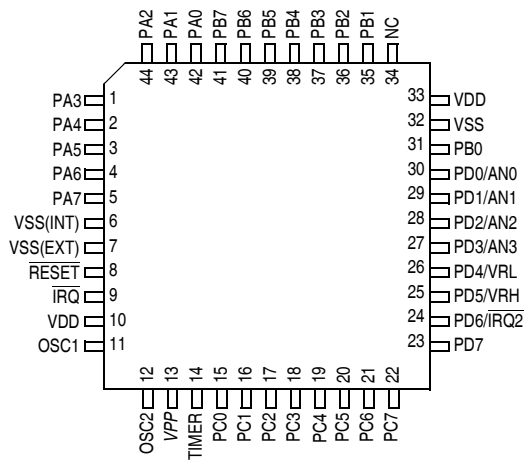 PA2 PA1 PA0 PB7 PB6 PB5 PB4 PB3 PB2 PB1 NC
44 43 42 41 40 39 38 37 36 35 34
PA3 1 33 VDD
PA4 2 32 VSS
PA5 3 31 PB0
PA6 4 30 PD0/AN0
PA7 5 29 PD1/AN1
VSS(INT) 6 28 PD2/AN2
VSS(EXT) 7 27 PD3/AN3
RESET 8 26 PD4/VRL
IRQ 9 25 PD5/VRH
VDD 10 24 PD6/IRQ2
OSC1 11 23 PD7
12 13 14 15 16 17 18 19 20 21 22
OSC2 VPP TIMER PC0 PC1 PC2 PC3 PC4 PC5 PC6 PC7